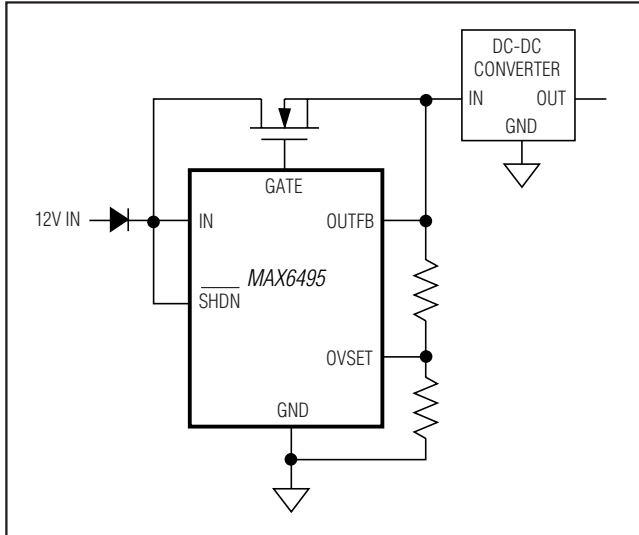 DC-DC
CONVERTER
IN
OUT
GND
GATE
12V IN
IN
OUTFB
MAX6495
SHDN
OVSET
GND